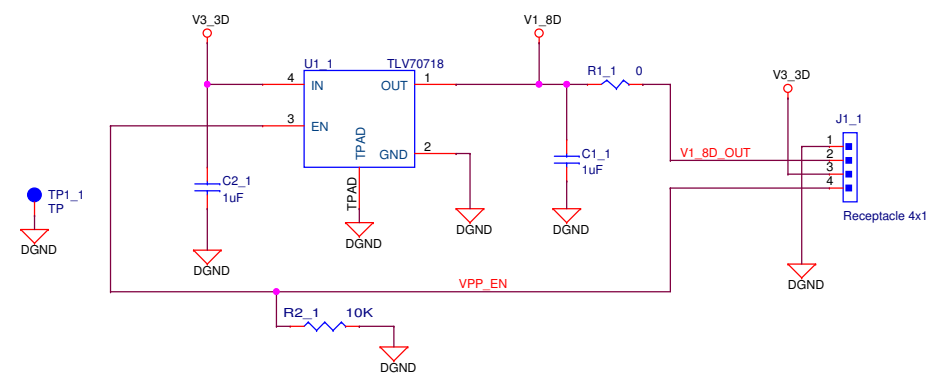 V3_3D
V1_8D
U1_1 TLV70718
4 IN OUT 1
R1_1 0
V3_3D
3 EN
TPAD
GND 2
J1_1
1
2
3
4
V1_8D_OUT
C1_1
1uF
C2_1
1uF
TPAD
TP1_1
TP
Receptacle 4x1
DGND
DGND
DGND
DGND
DGND
DGND
VPP_EN
R2_1 10K
DGND